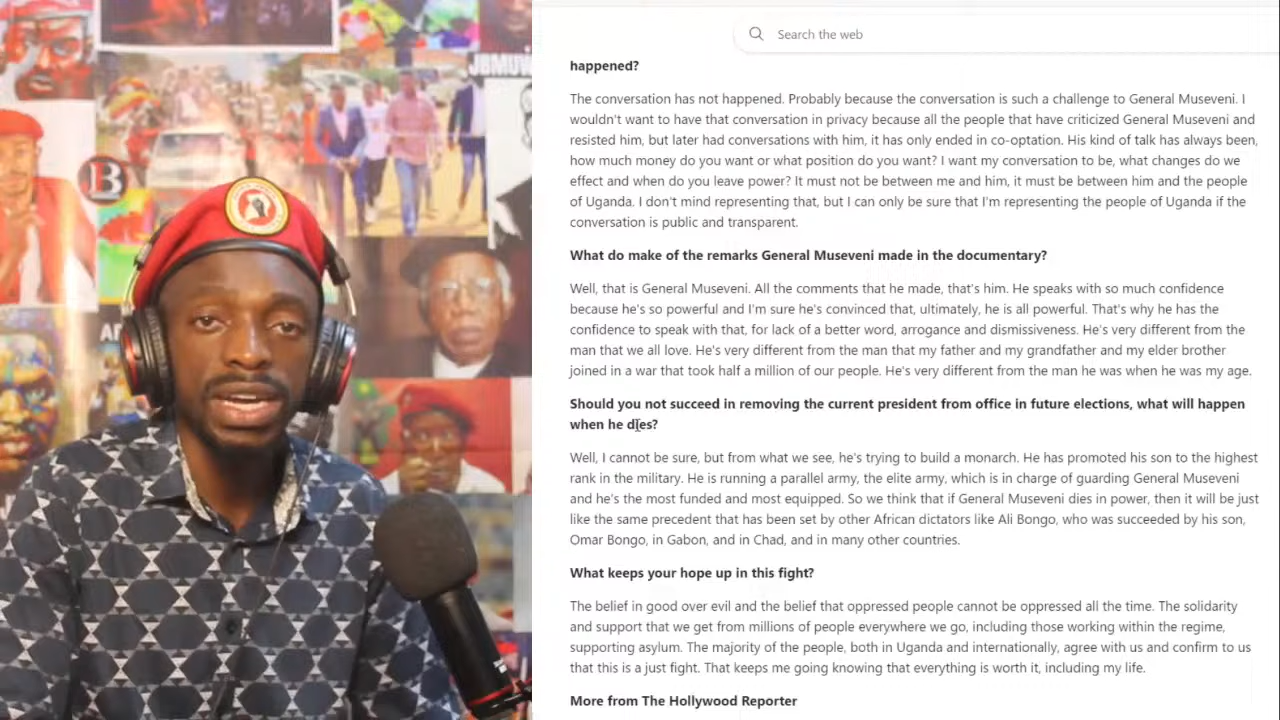 JBMUW
B
Search the web
happened?
The conversation has not happened. Probably because the conversation is such a challenge to General Museveni. I
wouldn't want to have that conversation in privacy because all the people that have criticized General Museveni and
resisted him, but later had conversations with him, it has only ended in co-optation. His kind of talk has always been,
how much money do you want or what position do you want? I want my conversation to be, what changes do we
effect and when do you leave power? It must not be between me and him, it must be between him and the people
of Uganda. I don't mind representing that, but I can only be sure that I'm representing the people of Uganda if the
conversation is public and transparent.
What do make of the remarks General Museveni made in the documentary?
Well, that is General Museveni. All the comments that he made, that's him. He speaks with so much confidence
because he's so powerful and I'm sure he's convinced that, ultimately, he is all powerful. That's why he has the
confidence to speak with that, for lack of a better word, arrogance and dismissiveness. He's very different from the
man that we all love. He's very different from the man that my father and my grandfather and my elder brother
joined in a war that took half a million of our people. He's very different from the man he was when he was my age.
Should you not succeed in removing the current president from office in future elections, what will happen
when he dies?
Well, I cannot be sure, but from what we see, he's trying to build a monarch. He has promoted his son to the highest
rank in the military. He is running a parallel army, the elite army, which is in charge of guarding General Museveni
and he's the most funded and most equipped. So we think that if General Museveni dies in power, then it will be just
like the same precedent that has been set by other African dictators like Ali Bongo, who was succeeded by his son,
Omar Bongo, in Gabon, and in Chad, and in many other countries.
What keeps your hope up in this fight?
The belief in good over evil and the belief that oppressed people cannot be oppressed all the time. The solidarity
and support that we get from millions of people everywhere we go, including those working within the regime,
supporting asylum. The majority of the people, both in Uganda and internationally, agree with us and confirm to us
that this is a just fight. That keeps me going knowing that everything is worth it, including my life.
More from The Hollywood Reporter